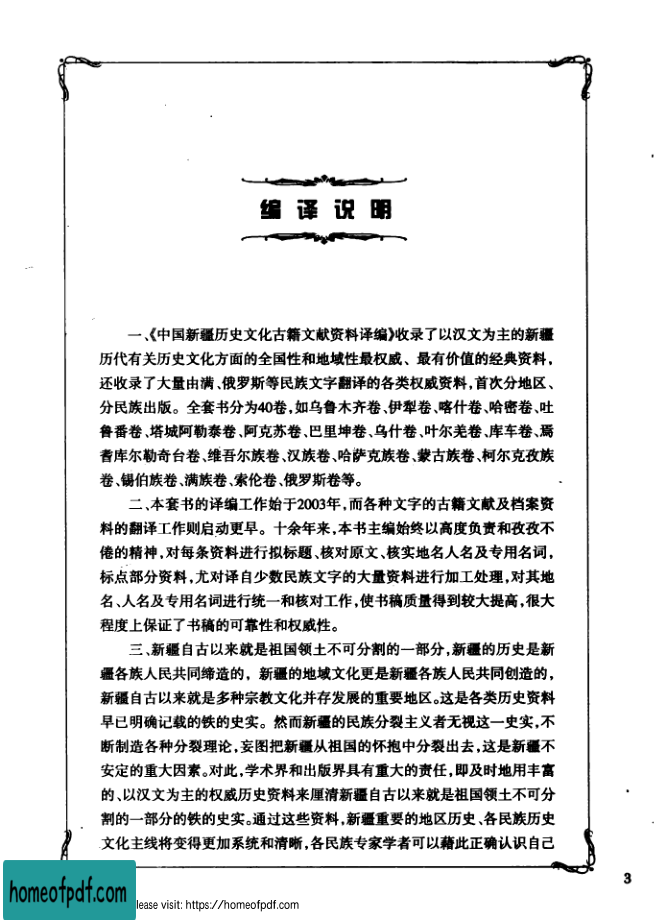 编译说明
一、《中国新疆历史文化古籍文献资料译编》收录了以汉文为主的新疆
历代有关历史文化方面的全国性和地域性最权威、最有价值的经典资料，
还收录了大量由满、俄罗斯等民族文字翻译的各类权威资料，首次分地区、
分民族出版。全套书分为40卷，如乌鲁木齐卷、伊犁卷、喀什卷、哈密卷、吐
鲁番卷、塔城阿勒泰卷、阿克苏卷、巴里坤卷、乌什卷、叶尔羌卷、库车卷、焉
耆库尔勒奇台卷、维吾尔族卷、汉族卷、哈萨克族卷、蒙古族卷、柯尔克孜族
卷、锡伯族卷、满族卷、索伦卷、俄罗斯卷等。
二、本套书的译编工作始于2003年，而各种文字的古籍文献及档案资
料的翻译工作则启动更早。十余年来，本书主编始终以高度负责和孜孜不
倦的精神，对每条资料进行拟标题、核对原文、核实地名人名及专用名词，
标点部分资料，尤对译自少数民族文字的大量资料进行加工处理，对其地
名、人名及专用名词进行统一和核对工作，使书稿质量得到较大提高，很大
程度上保证了书稿的可靠性和权威性。
三、新疆自古以来就是祖国领土不可分割的一部分，新疆的历史是新
疆各族人民共同缔造的，新疆的地域文化更是新疆各族人民共同创造的，
新疆自古以来就是多种宗教文化并存发展的重要地区。这是各类历史资料
早已明确记载的铁的史实。然而新疆的民族分裂主义者无视这一史实，不
断制造各种分裂理论，妄图把新疆从祖国的怀抱中分裂出去，这是新疆不
安定的重大因素。对此，学术界和出版界具有重大的责任，即及时地用丰富
的、以汉文为主的权威历史资料来厘清新疆自古以来就是祖国领土不可分
割的一部分的铁的史实。通过这些资料，新疆重要的地区历史、各民族历史
文化主线将变得更加系统和清晰，各民族专家学者可以藉此正确认识自己
3
homeofpdf.com
lease visit: https://homeofpdf.com